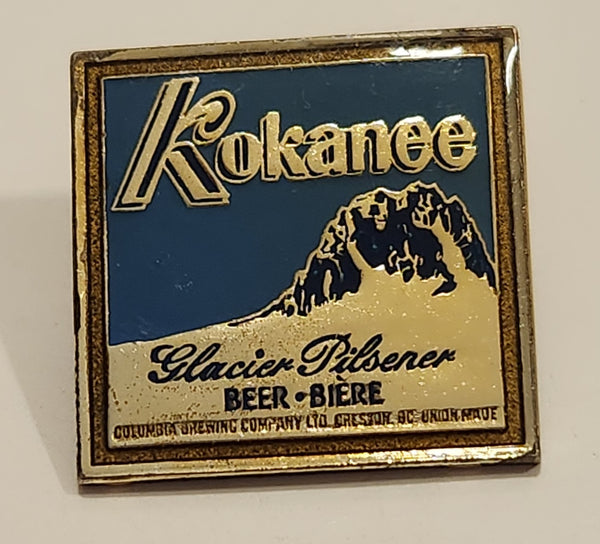 Kokanee
Glacier Pilsener
BEER • BIÈRE
COLUMBIA BREWING COMPANY LTD. CRESTON, BC UNION MADE